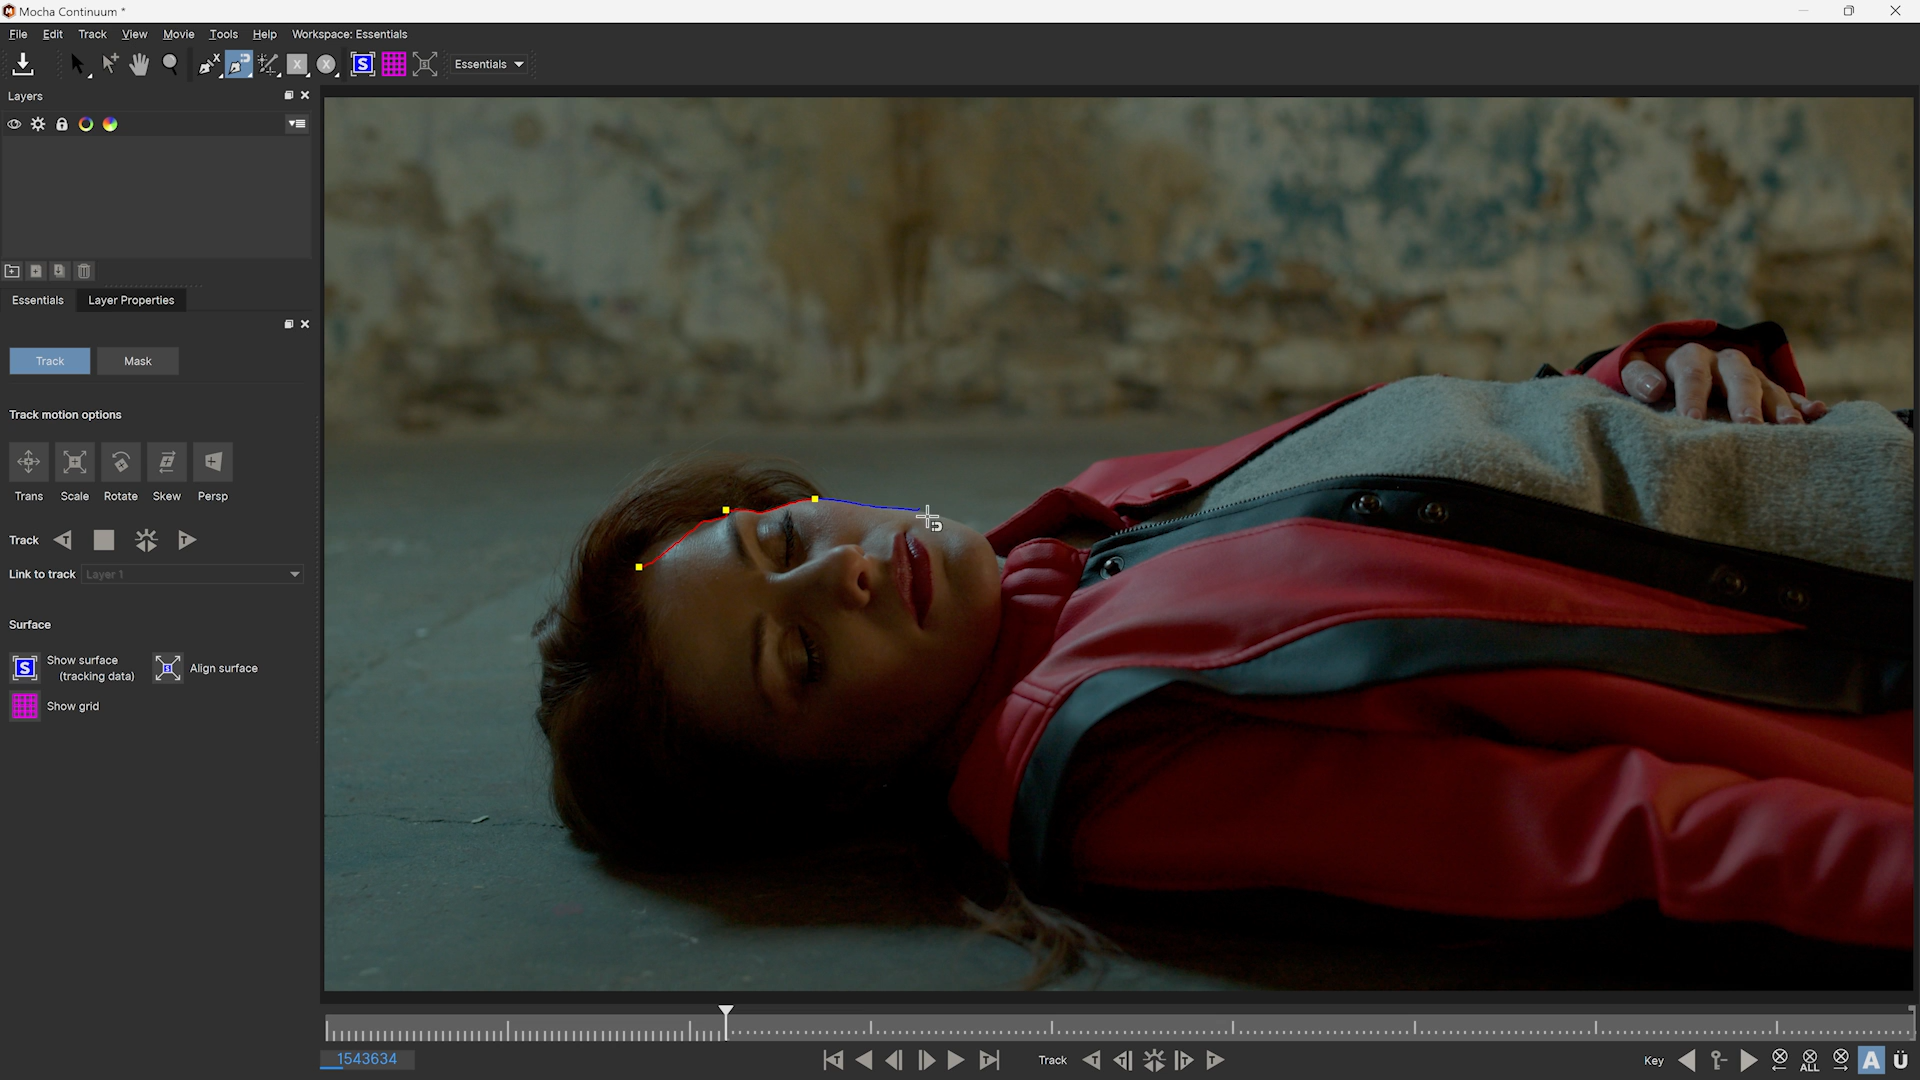 Mocha Continuum *
File Edit Track View Movie Tools Help Workspace: Essentials
Essentials
Layers
Essentials Layer Properties
Track Mask
Track motion options
Trans Scale Rotate Skew Persp
Track
Link to track Layer 1
Surface
Show surface
(tracking data)
Align surface
Show grid
1543634
Track
Key
ALL
A Ü